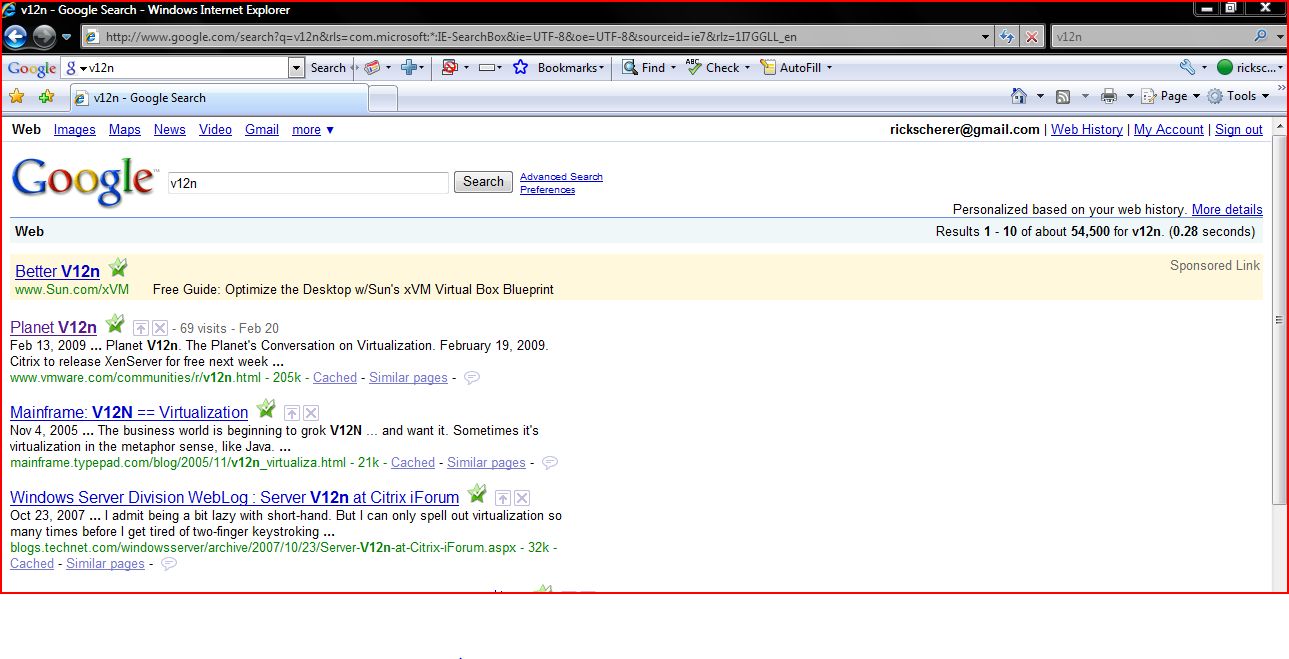 v12n - Google Search - Windows Internet Explorer
http://www.google.com/search?q=v12n&rls=com.microsoft:*:IE-SearchBox&ie=UTF-8&oe=UTF-8&sourceid=ie7&rlz=1I7GGLL_en v12n
Google g v12n Search Bookmarks Find Check AutoFill ricksc...
v12n - Google Search Page Tools
Web Images Maps News Video Gmail more ▼ rickscherer@gmail.com | Web History | My Account | Sign out
Google™ v12n Search Advanced Search
Preferences
Personalized based on your web history. More details
Web Results 1 - 10 of about 54,500 for v12n. (0.28 seconds)
Better V12n Sponsored Link
www.Sun.com/xVM Free Guide: Optimize the Desktop w/Sun's xVM Virtual Box Blueprint
Planet V12n - 69 visits - Feb 20
Feb 13, 2009 ... Planet V12n. The Planet's Conversation on Virtualization. February 19, 2009.
Citrix to release XenServer for free next week ...
www.vmware.com/communities/r/v12n.html - 205k - Cached - Similar pages -
Mainframe: V12N == Virtualization
Nov 4, 2005 ... The business world is beginning to grok V12N ... and want it. Sometimes it's
virtualization in the metaphor sense, like Java. ...
mainframe.typepad.com/blog/2005/11/v12n_virtualiza.html - 21k - Cached - Similar pages -
Windows Server Division WebLog : Server V12n at Citrix iForum
Oct 23, 2007 ... I admit being a bit lazy with short-hand. But I can only spell out virtualization so
many times before I get tired of two-finger keystroking ...
blogs.technet.com/windowsserver/archive/2007/10/23/Server-V12n-at-Citrix-iForum.aspx - 32k -
Cached - Similar pages -